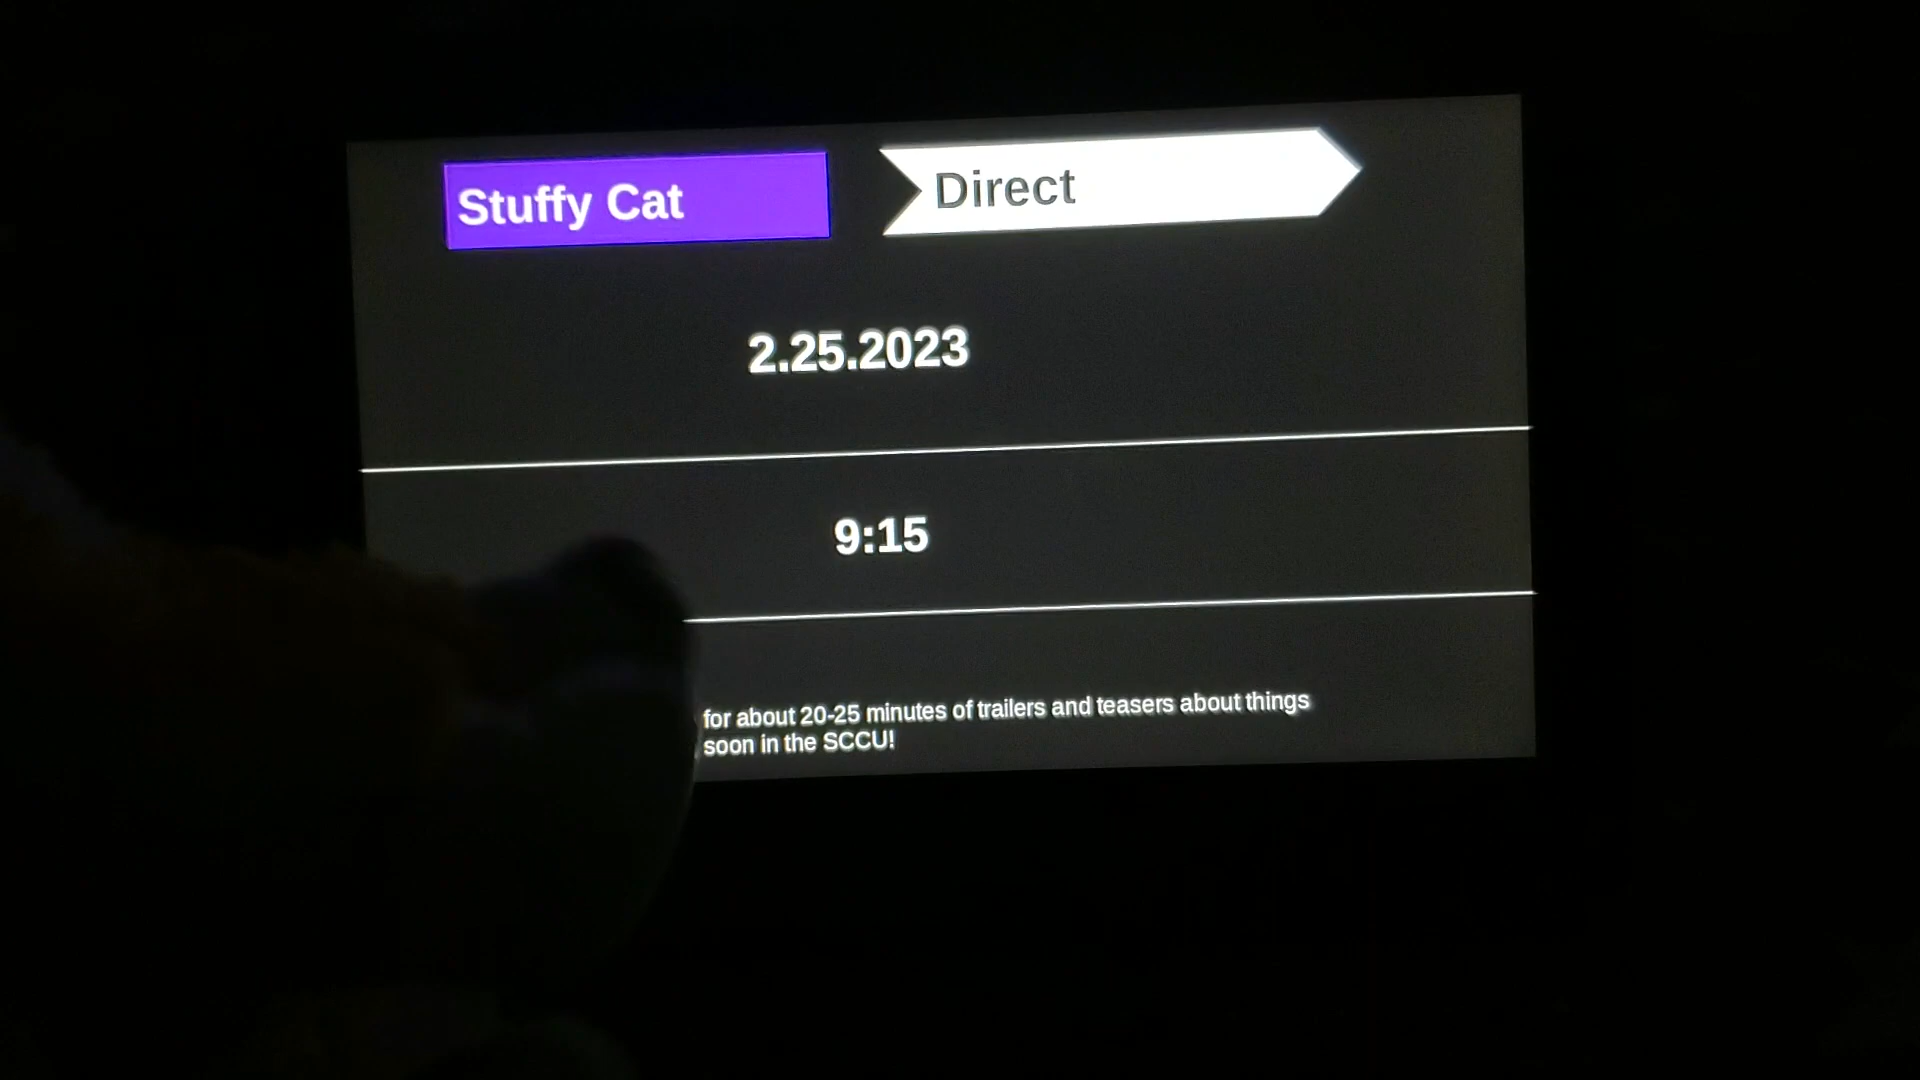 Stuffy Cat
Direct
2.25.2023
9:15
for about 20-25 minutes of trailers and teasers about things
soon in the SCCU!